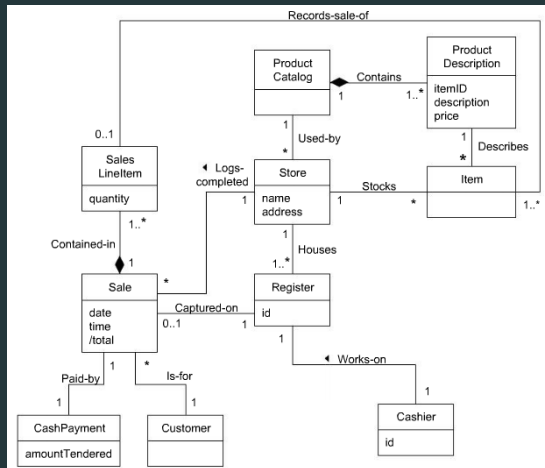 Records-sale-of
Product
Catalog
Contains
1
1..*
Product
Description
itemID
description
price
0..1
1
Used-by
*
1
Describes
*
Sales
LineItem
quantity
Logs-
completed
1
Store
name
address
1
Stocks
*
Item
1..*
1..*
Contained-in
1
*
1
Houses
1..*
Sale
date
time
/total
Captured-on
0..1
1
Register
id
1
Paid-by
1
*
Is-for
1
1
Works-on
1
CashPayment
amountTendered
Customer
Cashier
id